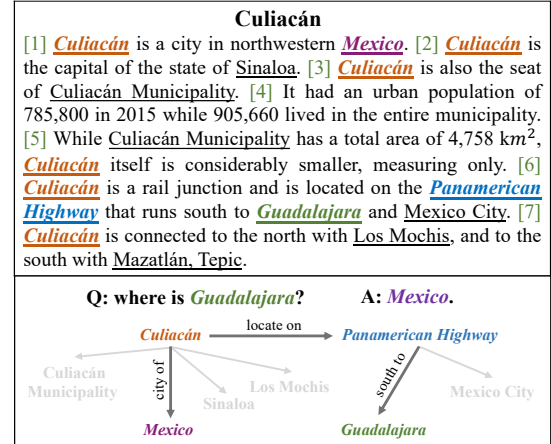 Culiacán
[1] Culiacán is a city in northwestern Mexico. [2] Culiacán is
the capital of the state of Sinaloa. [3] Culiacán is also the seat
of Culiacán Municipality. [4] It had an urban population of
785,800 in 2015 while 905,660 lived in the entire municipality.
[5] While Culiacán Municipality has a total area of 4,758 km²,
Culiacán itself is considerably smaller, measuring only. [6]
Culiacán is a rail junction and is located on the Panamerican
Highway that runs south to Guadalajara and Mexico City. [7]
Culiacán is connected to the north with Los Mochis, and to the
south with Mazatlán, Tepic.
Q: where is Guadalajara? A: Mexico.
Culiacán locate on Panamerican Highway
Culiacán
Municipality
city of
Sinaloa
Los Mochis
south to
Mexico City
Mexico
Guadalajara